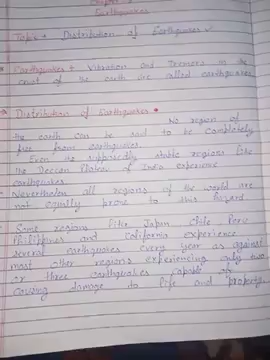 Earthquakes
Topic → Distribution of Earthquakes
Earthquakes → Vibration and Tremors in the
crust of the earth are called earthquakes
Distribution of Earthquakes
No region of
the earth can be said to be completely
free from earthquakes.
Even the supposedly stable regions like
the Deccan Plateau of India experience
earthquakes.
Nevertheless all regions of the world are
not equally prone to this hazard.
Some regions like Japan Chile Peru
Philippines and California experience
several earthquakes every year as against
most other regions experiencing only two
or three earthquakes capable of
causing damage to life and property